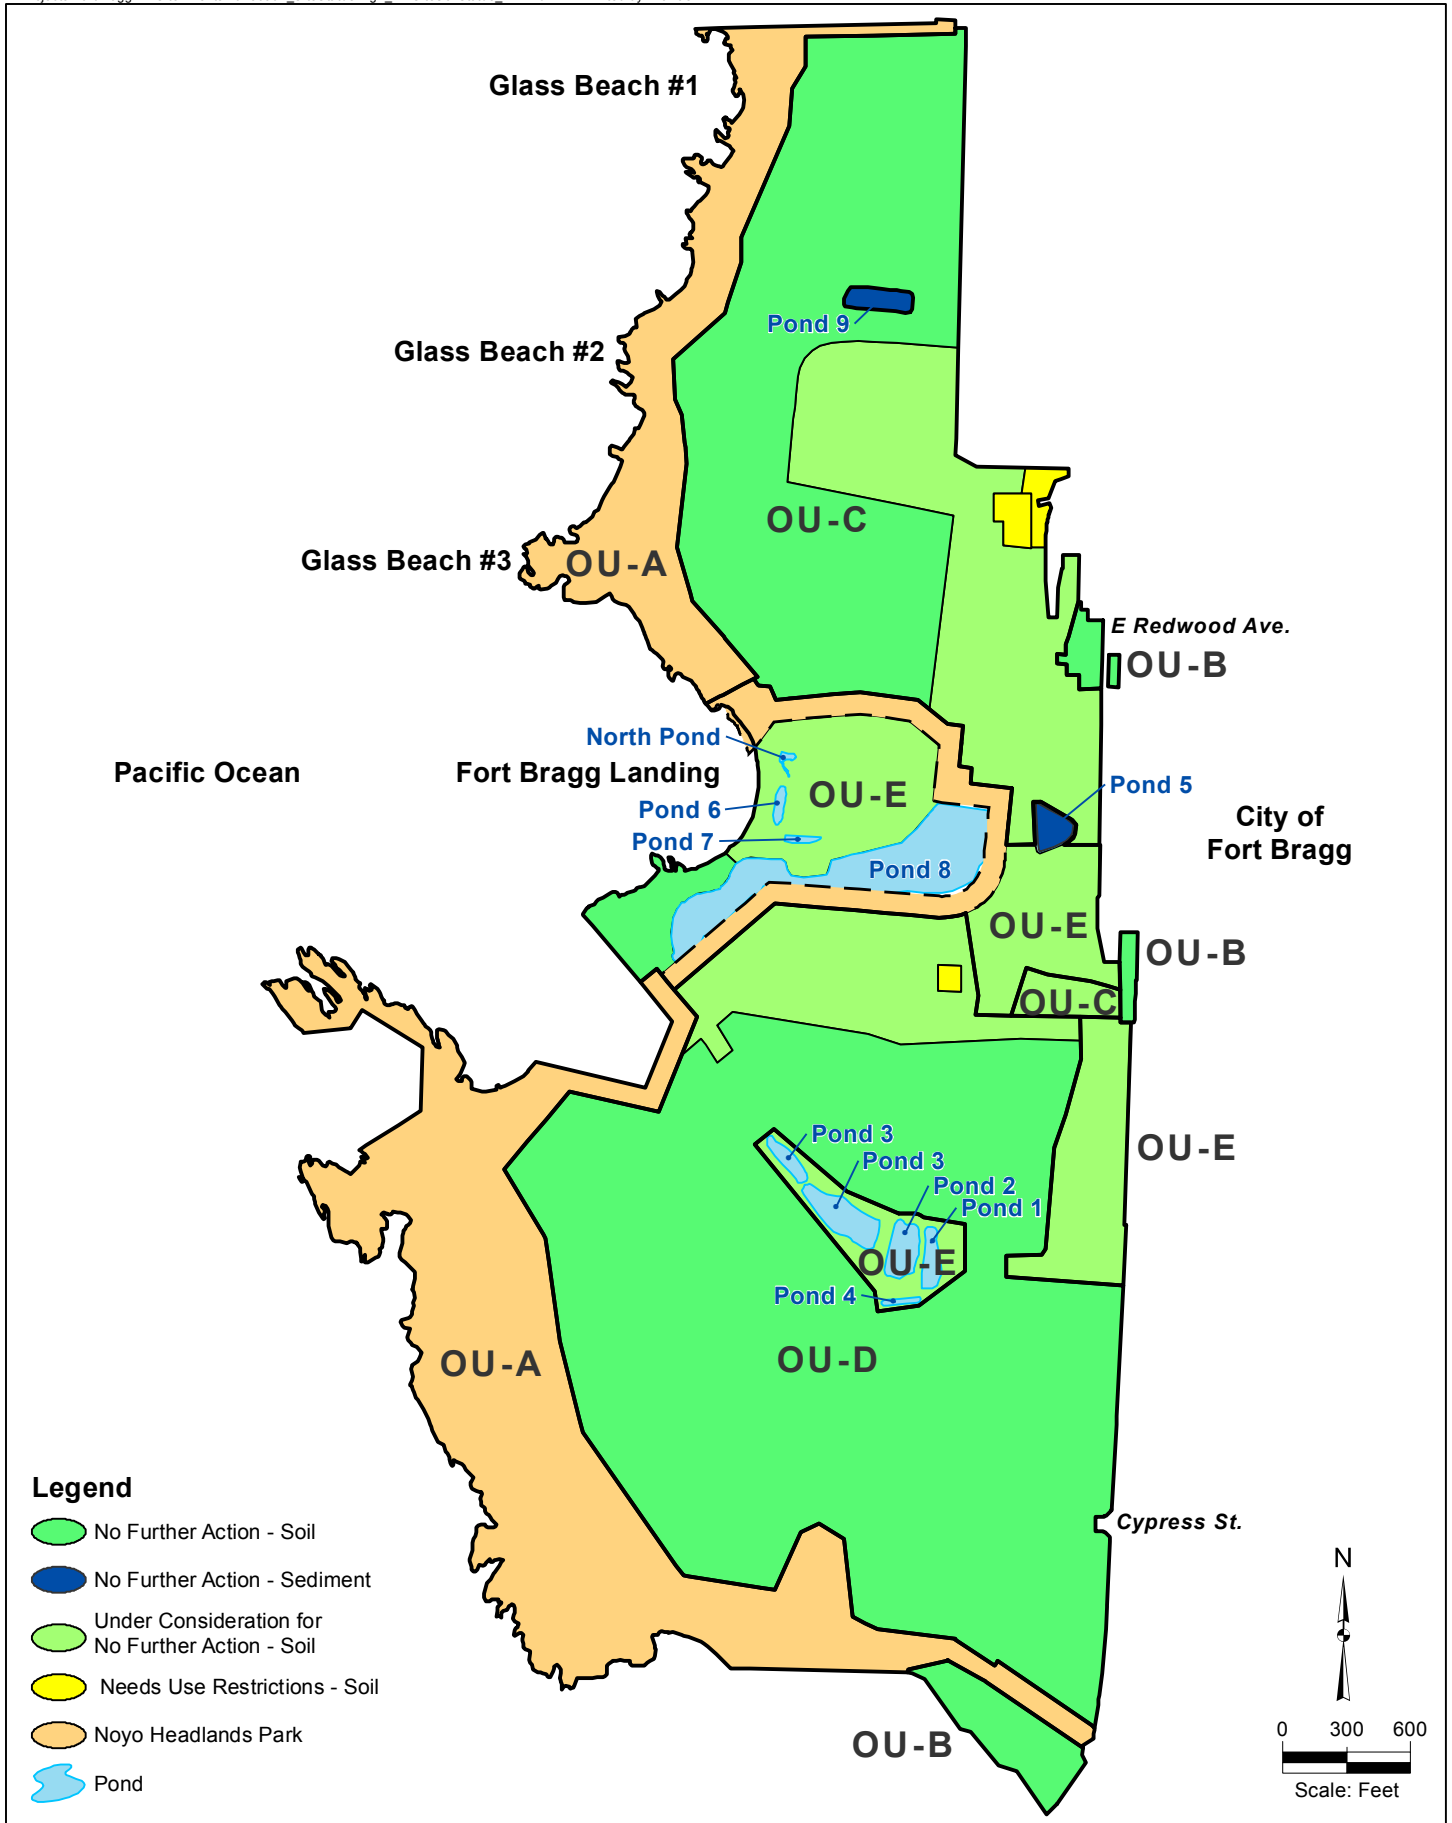 Glass Beach #1
Pond 9
Glass Beach #2
OU-C
Glass Beach #3
OU-A
E Redwood Ave.
OU-B
North Pond
Pacific Ocean
Fort Bragg Landing
OU-E
Pond 5
Pond 6
City of
Fort Bragg
Pond 7
Pond 8
OU-E
OU-B
OU-C
Pond 3
OU-E
Pond 3
Pond 2
Pond 1
OU-E
Pond 4
OU-A
OU-D
Legend
No Further Action - Soil
No Further Action - Sediment
Under Consideration for
No Further Action - Soil
Needs Use Restrictions - Soil
Noyo Headlands Park
Pond
Cypress St.
N
OU-B
0 300 600
Scale: Feet